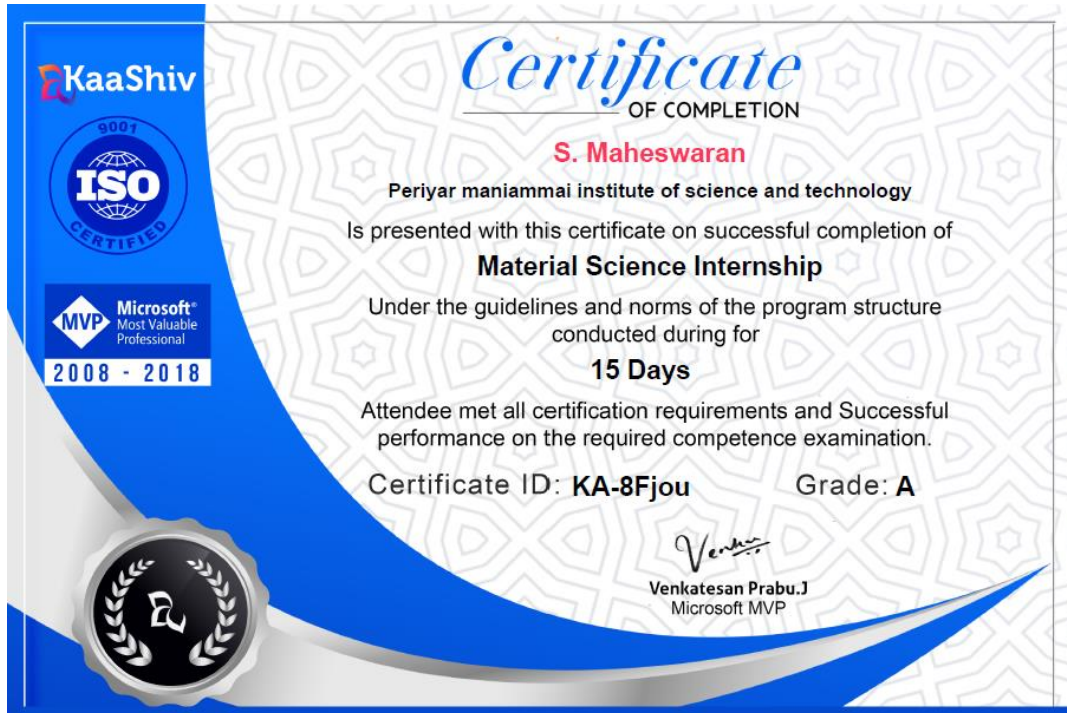 KaaShiv
9001
ISO
CERTIFIED
MVP
Microsoft®
Most Valuable
Professional
2008 - 2018
Certificate
OF COMPLETION
S. Maheswaran
Periyar maniammai institute of science and technology
Is presented with this certificate on successful completion of
Material Science Internship
Under the guidelines and norms of the program structure
conducted during for
15 Days
Attendee met all certification requirements and Successful
performance on the required competence examination.
Certificate ID: KA-8Fjou Grade: A
Venku
Venkatesan Prabu.J
Microsoft MVP